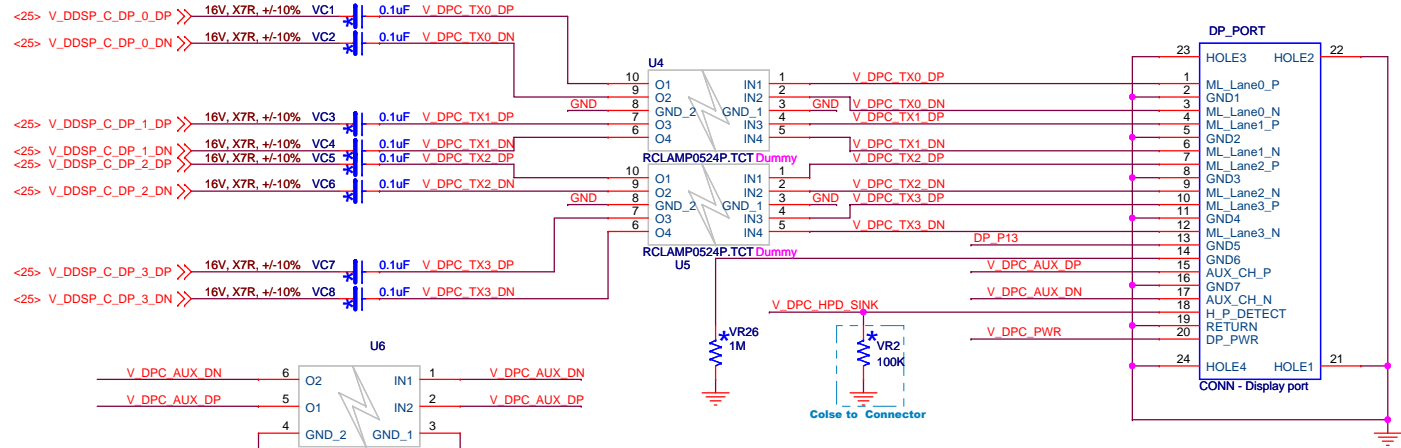 <25> V_DDSP_C_DP_0_DP 16V, X7R, +/-10% VC1 0.1uF V_DPC_TX0_DP
<25> V_DDSP_C_DP_0_DN 16V, X7R, +/-10% VC2 0.1uF V_DPC_TX0_DN
<25> V_DDSP_C_DP_1_DP 16V, X7R, +/-10% VC3 0.1uF V_DPC_TX1_DP
<25> V_DDSP_C_DP_1_DN 16V, X7R, +/-10% VC4 0.1uF V_DPC_TX1_DN
<25> V_DDSP_C_DP_2_DP 16V, X7R, +/-10% VC5 0.1uF V_DPC_TX2_DP
<25> V_DDSP_C_DP_2_DN 16V, X7R, +/-10% VC6 0.1uF V_DPC_TX2_DN
<25> V_DDSP_C_DP_3_DP 16V, X7R, +/-10% VC7 0.1uF V_DPC_TX3_DP
<25> V_DDSP_C_DP_3_DN 16V, X7R, +/-10% VC8 0.1uF V_DPC_TX3_DN
U4
10 O1 IN1 1 V_DPC_TX0_DP
9 O2 IN2 2
GND 8 GND_2 GND_1 3 GND V_DPC_TX0_DN
7 O3 IN3 4 V_DPC_TX1_DP
6 O4 IN4 5 V_DPC_TX1_DN
RCLAMP0524P.TCT Dummy
V_DPC_TX2_DP
10 O1 IN1 1
9 O2 IN2 2 V_DPC_TX2_DN
GND 8 GND_2 GND_1 3 GND V_DPC_TX3_DP
7 O3 IN3 4
6 O4 IN4 5 V_DPC_TX3_DN
RCLAMP0524P.TCT Dummy
U5
DP_P13
V_DPC_AUX_DP
V_DPC_AUX_DN
V_DPC_HPD_SINK
V_DPC_PWR
VR26
1M
VR2
100K
Colse to Connector
DP_PORT
23 HOLE3 HOLE2 22
1 ML_Lane0_P
2 GND1
3 ML_Lane0_N
4 ML_Lane1_P
5 GND2
6 ML_Lane1_N
7 ML_Lane2_P
8 GND3
9 ML_Lane2_N
10 ML_Lane3_P
11 GND4
12 ML_Lane3_N
13 GND5
14 GND6
15 AUX_CH_P
16 GND7
17 AUX_CH_N
18 H_P_DETECT
19 RETURN
20 DP_PWR
24 HOLE4 HOLE1 21
CONN - Display port
U6
V_DPC_AUX_DN 6 O2 IN1 1 V_DPC_AUX_DN
V_DPC_AUX_DP 5 O1 IN2 2 V_DPC_AUX_DP
4 GND_2 GND_1 3